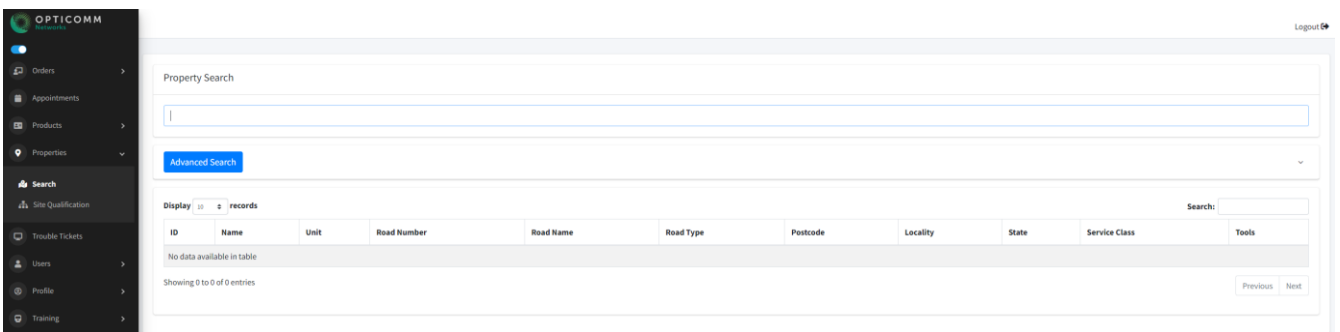 OPTICOMM
Networks
Logout
Orders
Appointments
Products
Properties
Search
Site Qualification
Trouble Tickets
Users
Profile
Training
Property Search
Advanced Search
Display 10 records
Search:
ID Name Unit Road Number Road Name Road Type Postcode Locality State Service Class Tools
No data available in table
Showing 0 to 0 of 0 entries
Previous Next